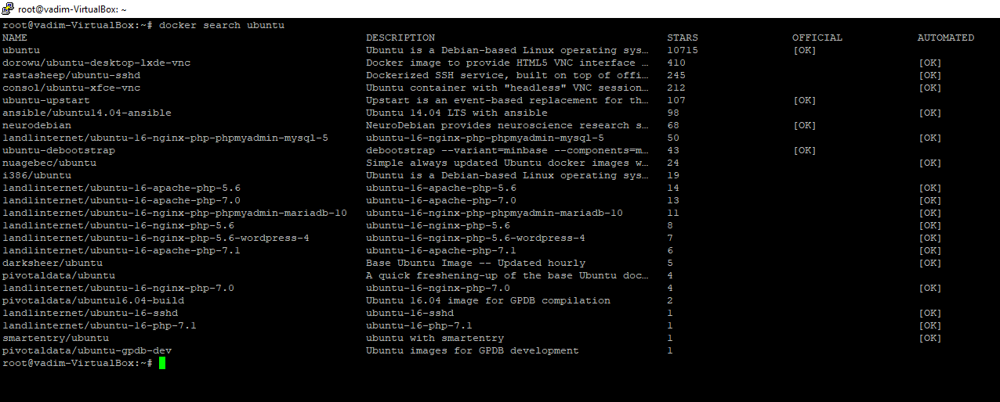 root@vadim-VirtualBox: ~
root@vadim-VirtualBox:~# docker search ubuntu
NAME DESCRIPTION STARS OFFICIAL AUTOMATED
ubuntu Ubuntu is a Debian-based Linux operating sys… 10715 [OK]
dorowu/ubuntu-desktop-lxde-vnc Docker image to provide HTML5 VNC interface … 410 [OK]
rastasheep/ubuntu-sshd Dockerized SSH service, built on top of offi… 245 [OK]
consol/ubuntu-xfce-vnc Ubuntu container with "headless" VNC session… 212 [OK]
ubuntu-upstart Upstart is an event-based replacement for th… 107 [OK]
ansible/ubuntu14.04-ansible Ubuntu 14.04 LTS with ansible 98 [OK]
neurodebian NeuroDebian provides neuroscience research s… 68 [OK]
landlinternet/ubuntu-16-nginx-php-phpmyadmin-mysql-5 ubuntu-16-nginx-php-phpmyadmin-mysql-5 50 [OK]
ubuntu-debootstrap debootstrap --variant=minbase --components=m… 43 [OK]
nuagebec/ubuntu Simple always updated Ubuntu docker images w… 24 [OK]
i386/ubuntu Ubuntu is a Debian-based Linux operating sys… 19
landlinternet/ubuntu-16-apache-php-5.6 ubuntu-16-apache-php-5.6 14 [OK]
landlinternet/ubuntu-16-apache-php-7.0 ubuntu-16-apache-php-7.0 13 [OK]
landlinternet/ubuntu-16-nginx-php-phpmyadmin-mariadb-10 ubuntu-16-nginx-php-phpmyadmin-mariadb-10 11 [OK]
landlinternet/ubuntu-16-nginx-php-5.6 ubuntu-16-nginx-php-5.6 8 [OK]
landlinternet/ubuntu-16-nginx-php-5.6-wordpress-4 ubuntu-16-nginx-php-5.6-wordpress-4 7 [OK]
landlinternet/ubuntu-16-apache-php-7.1 ubuntu-16-apache-php-7.1 6 [OK]
darksheer/ubuntu Base Ubuntu Image -- Updated hourly 5 [OK]
pivotaldata/ubuntu A quick freshening-up of the base Ubuntu doc… 4
landlinternet/ubuntu-16-nginx-php-7.0 ubuntu-16-nginx-php-7.0 4 [OK]
pivotaldata/ubuntu16.04-build Ubuntu 16.04 image for GPDB compilation 2
landlinternet/ubuntu-16-sshd ubuntu-16-sshd 1 [OK]
landlinternet/ubuntu-16-php-7.1 ubuntu-16-php-7.1 1 [OK]
smartentry/ubuntu ubuntu with smartentry 1 [OK]
pivotaldata/ubuntu-gpdb-dev Ubuntu images for GPDB development 1
root@vadim-VirtualBox:~#